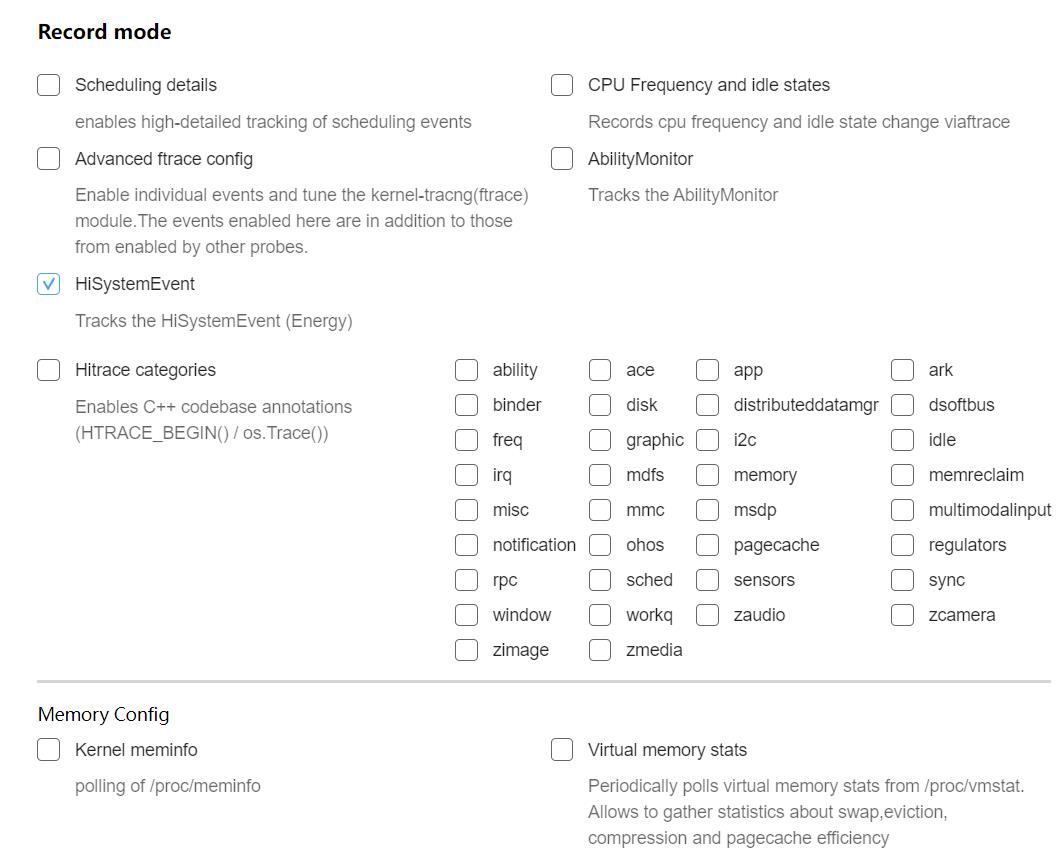 Record mode
Scheduling details
enables high-detailed tracking of scheduling events
CPU Frequency and idle states
Records cpu frequency and idle state change viaftrace
Advanced ftrace config
Enable individual events and tune the kernel-tracng(ftrace)
module.The events enabled here are in addition to those
from enabled by other probes.
AbilityMonitor
Tracks the AbilityMonitor
HiSystemEvent
Tracks the HiSystemEvent (Energy)
Hitrace categories
Enables C++ codebase annotations
(HTRACE_BEGIN() / os.Trace())
ability ace app ark
binder disk distributeddatamgr dsoftbus
freq graphic i2c idle
irq mdfs memory memreclaim
misc mmc msdp multimodalinput
notification ohos pagecache regulators
rpc sched sensors sync
window workq zaudio zcamera
zimage zmedia
Memory Config
Kernel meminfo
polling of /proc/meminfo
Virtual memory stats
Periodically polls virtual memory stats from /proc/vmstat.
Allows to gather statistics about swap,eviction,
compression and pagecache efficiency